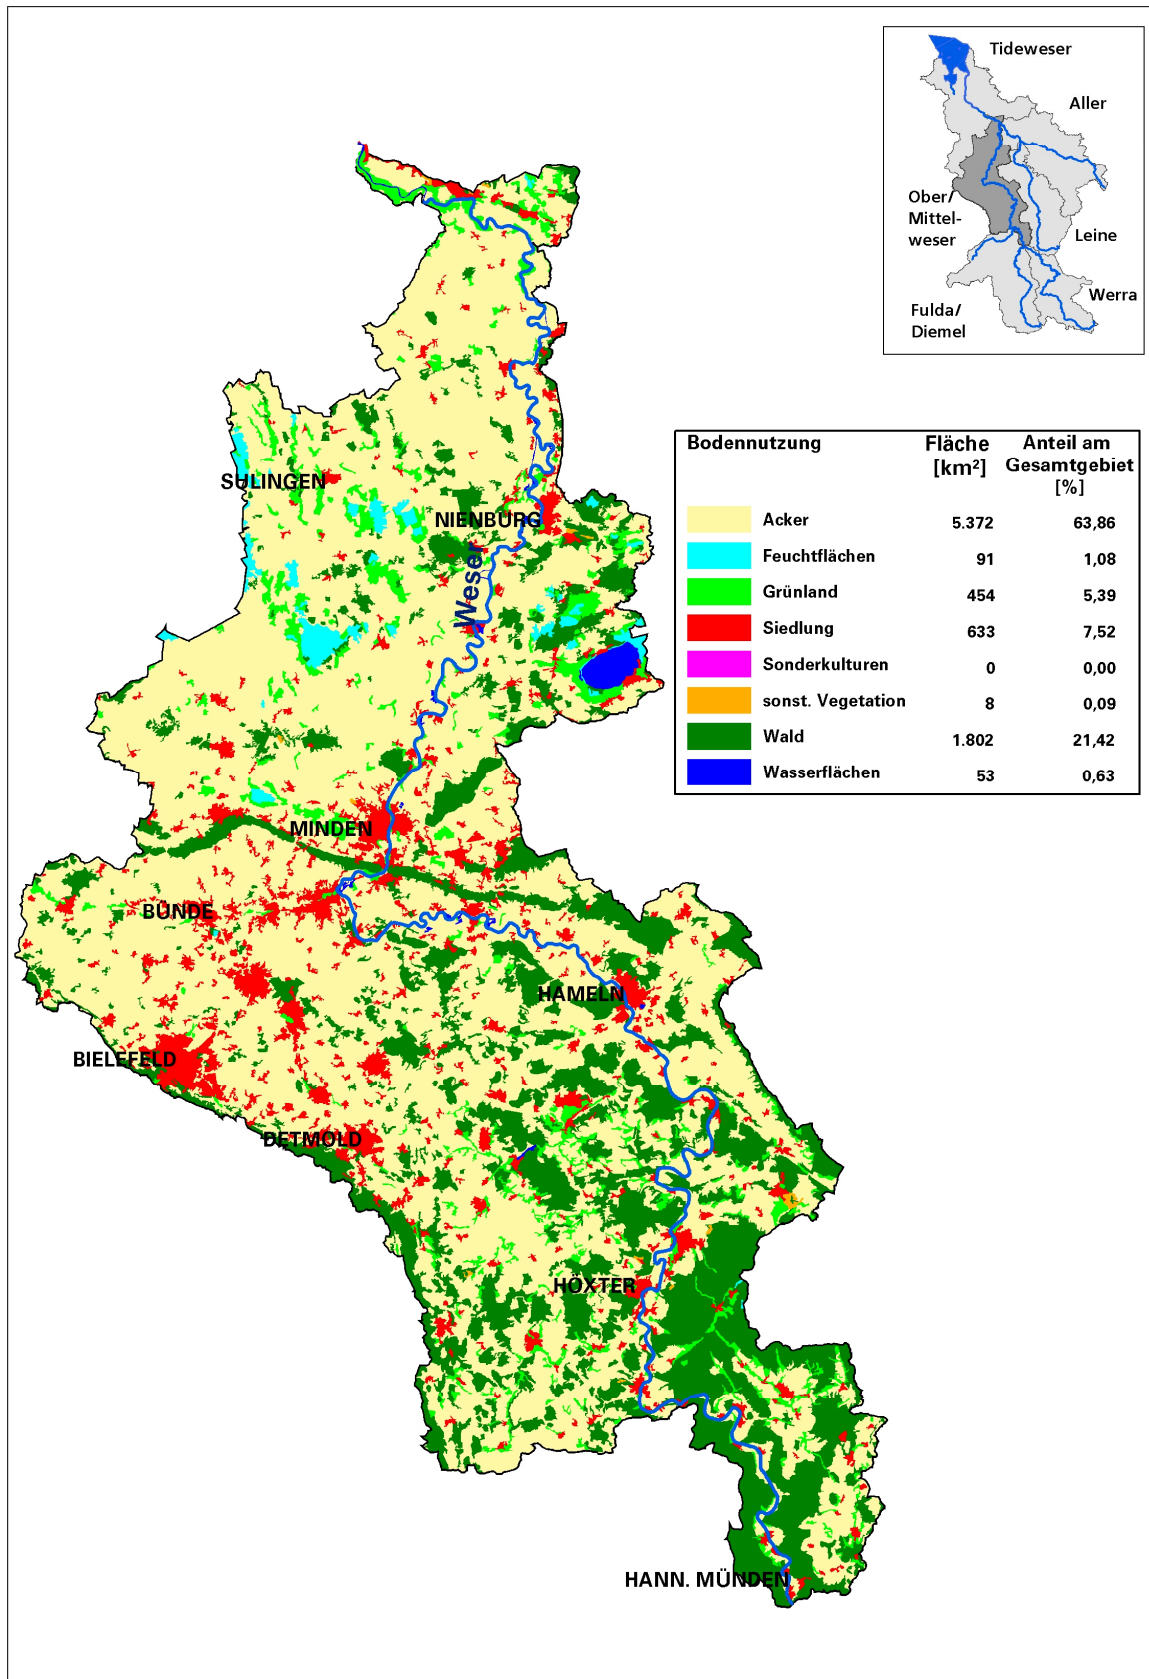 Tideweser
Aller
Ober/
Mittel-
weser
Leine
Werra
Fulda/
Diemel
Bodennutzung Fläche [km²] Anteil am Gesamtgebiet [%]
Acker 5.372 63,86
Feuchtflächen 91 1,08
Grünland 454 5,39
Siedlung 633 7,52
Sonderkulturen 0 0,00
sonst. Vegetation 8 0,09
Wald 1.802 21,42
Wasserflächen 53 0,63
SULINGEN
NIENBURG
Weser
MINDEN
BÜNDE
HAMELN
BIELEFELD
DETMOLD
HÖXTER
HANN. MÜNDEN